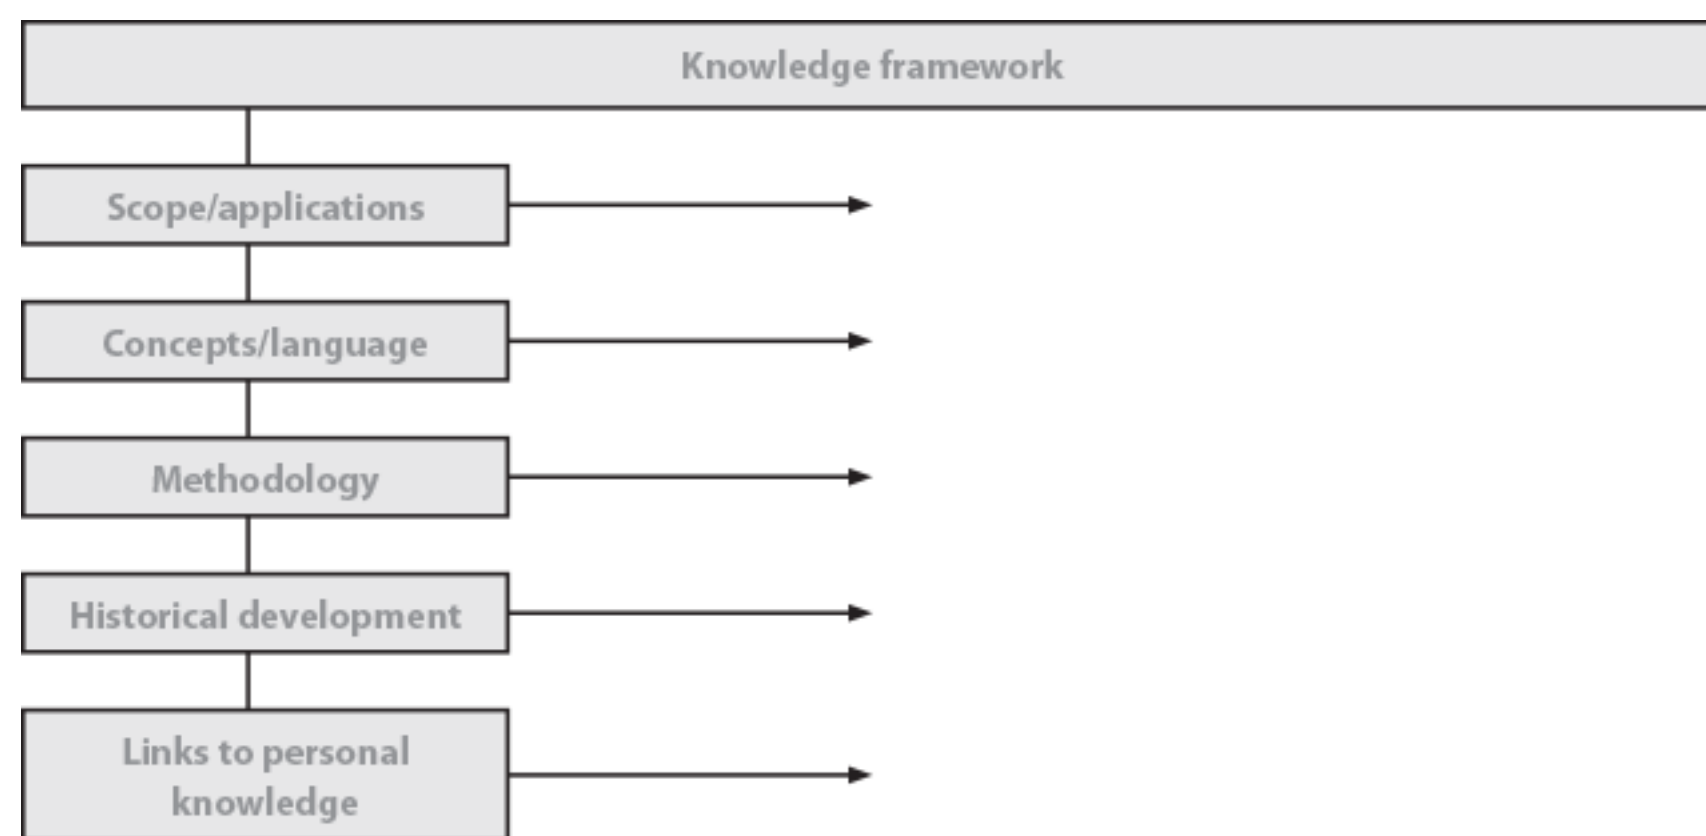 Knowledge framework
Scope/applications
Concepts/language
Methodology
Historical development
Links to personal
knowledge